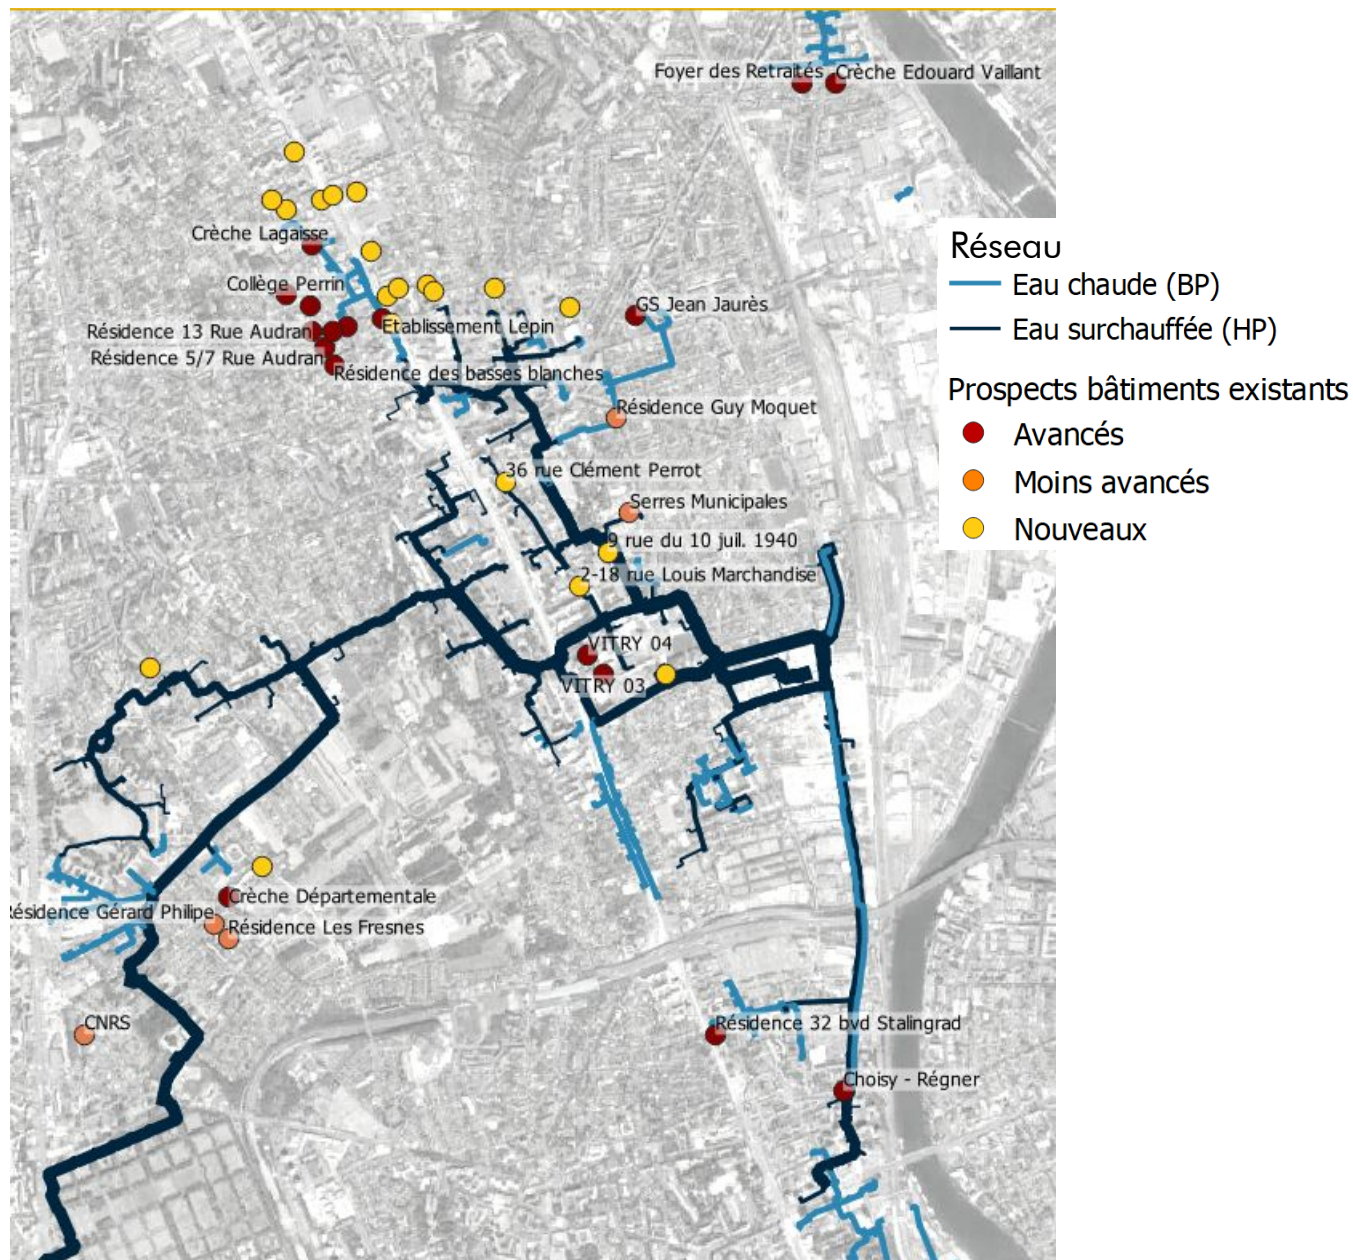 Foyer des Retraités
Crèche Edouard Vaillant
Crèche Lagaisse
Collège Perrin
Résidence 13 Rue Audran
Etablissement Lepin
GS Jean Jaurès
Résidence 5/7 Rue Audran
Résidence des basses blanches
Résidence Guy Moquet
36 rue Clément Perrot
Serres Municipales
9 rue du 10 juil. 1940
2-18 rue Louis Marchandise
VITRY 04
VITRY 03
Crèche Départementale
Résidence Gérard Philipe
Résidence Les Fresnes
CNRS
Résidence 32 bvd Stalingrad
Choisy - Régner
Réseau
Eau chaude (BP)
Eau surchauffée (HP)
Prospects bâtiments existants
Avancés
Moins avancés
Nouveaux